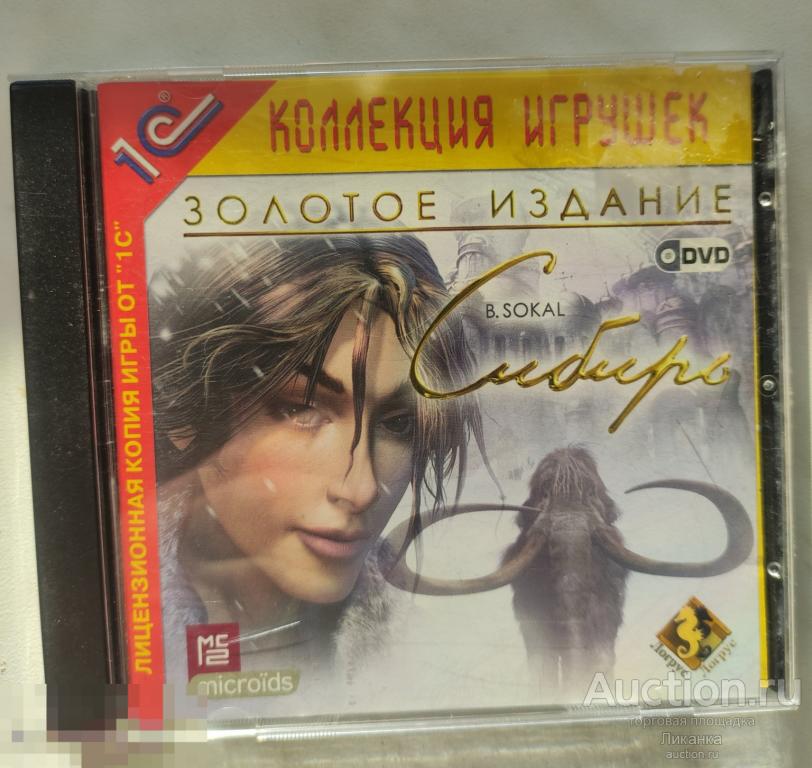 1С®
КОЛЛЕКЦИЯ ИГРУШЕК
ЗОЛОТОЕ ИЗДАНИЕ
DVD
B. SOKAL
Сибирь
ЛИЦЕНЗИОННАЯ КОПИЯ ИГРЫ ОТ "1С"
MC2
microïds
Логрус Логрус
Auction.ru
торговая площадка
Ликанка
auction.ru